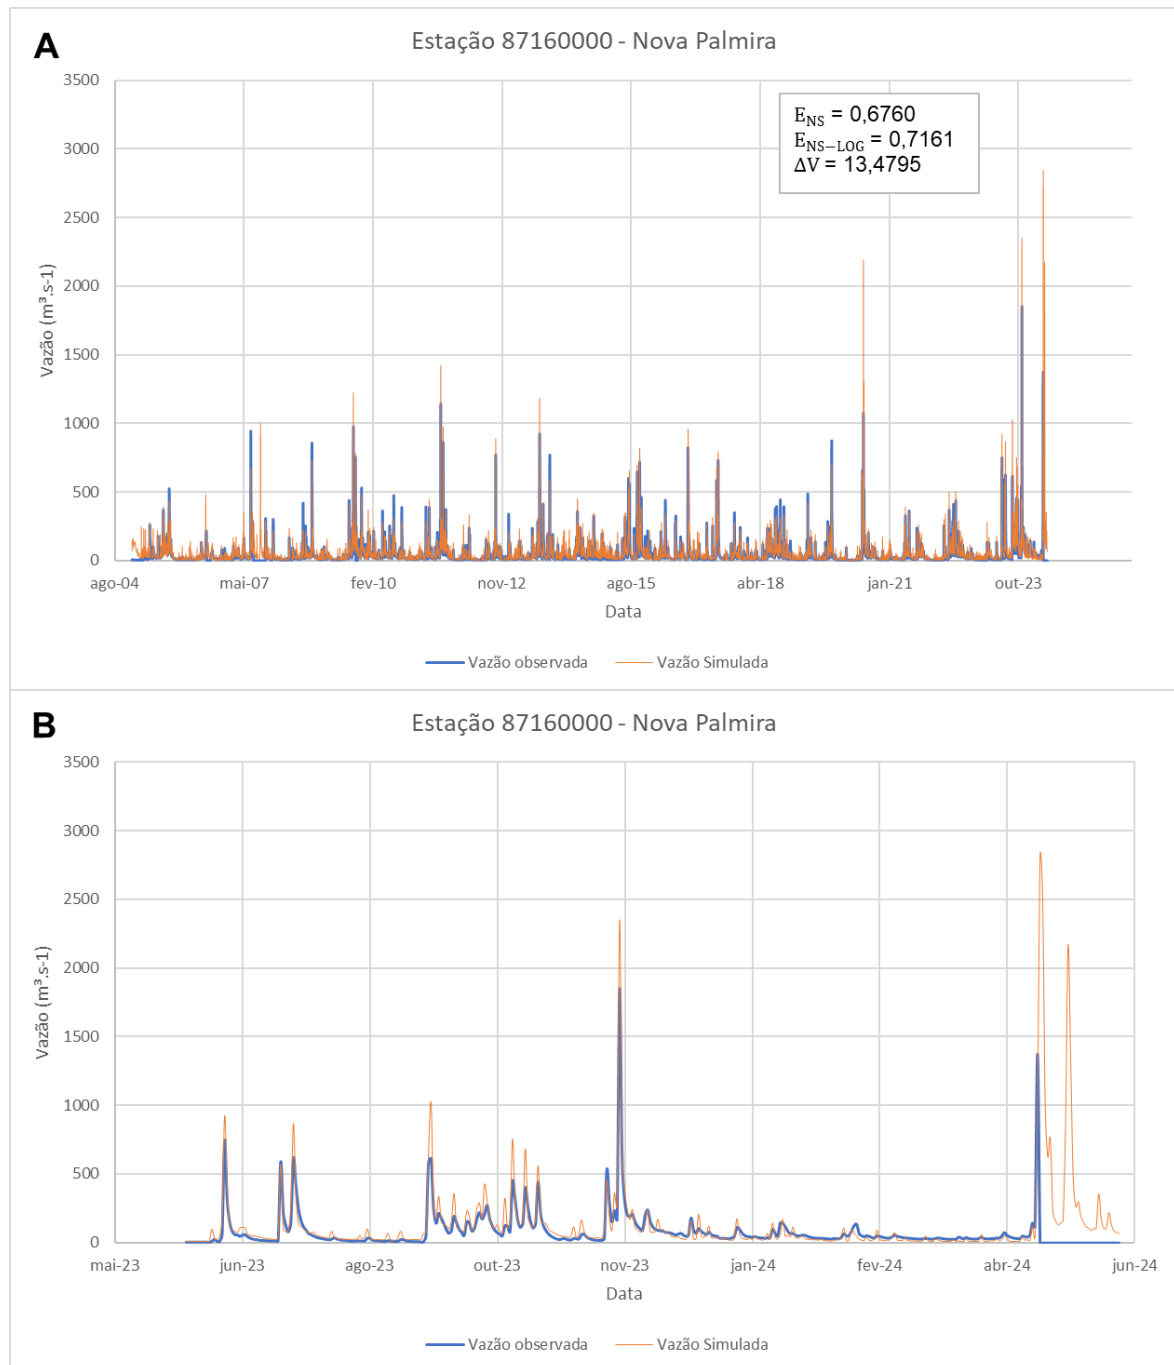 A
Estação 87160000 - Nova Palmira
3500
3000
2500
2000
1500
1000
500
0
Vazão (m³.s-1)
E_NS = 0,6760
E_NS−LOG = 0,7161
ΔV = 13,4795
ago-04 mai-07 fev-10 nov-12 ago-15 abr-18 jan-21 out-23
Data
Vazão observada Vazão Simulada
B
Estação 87160000 - Nova Palmira
3500
3000
2500
2000
1500
1000
500
0
Vazão (m³.s-1)
mai-23 jun-23 ago-23 out-23 nov-23 jan-24 fev-24 abr-24 jun-24
Data
Vazão observada Vazão Simulada